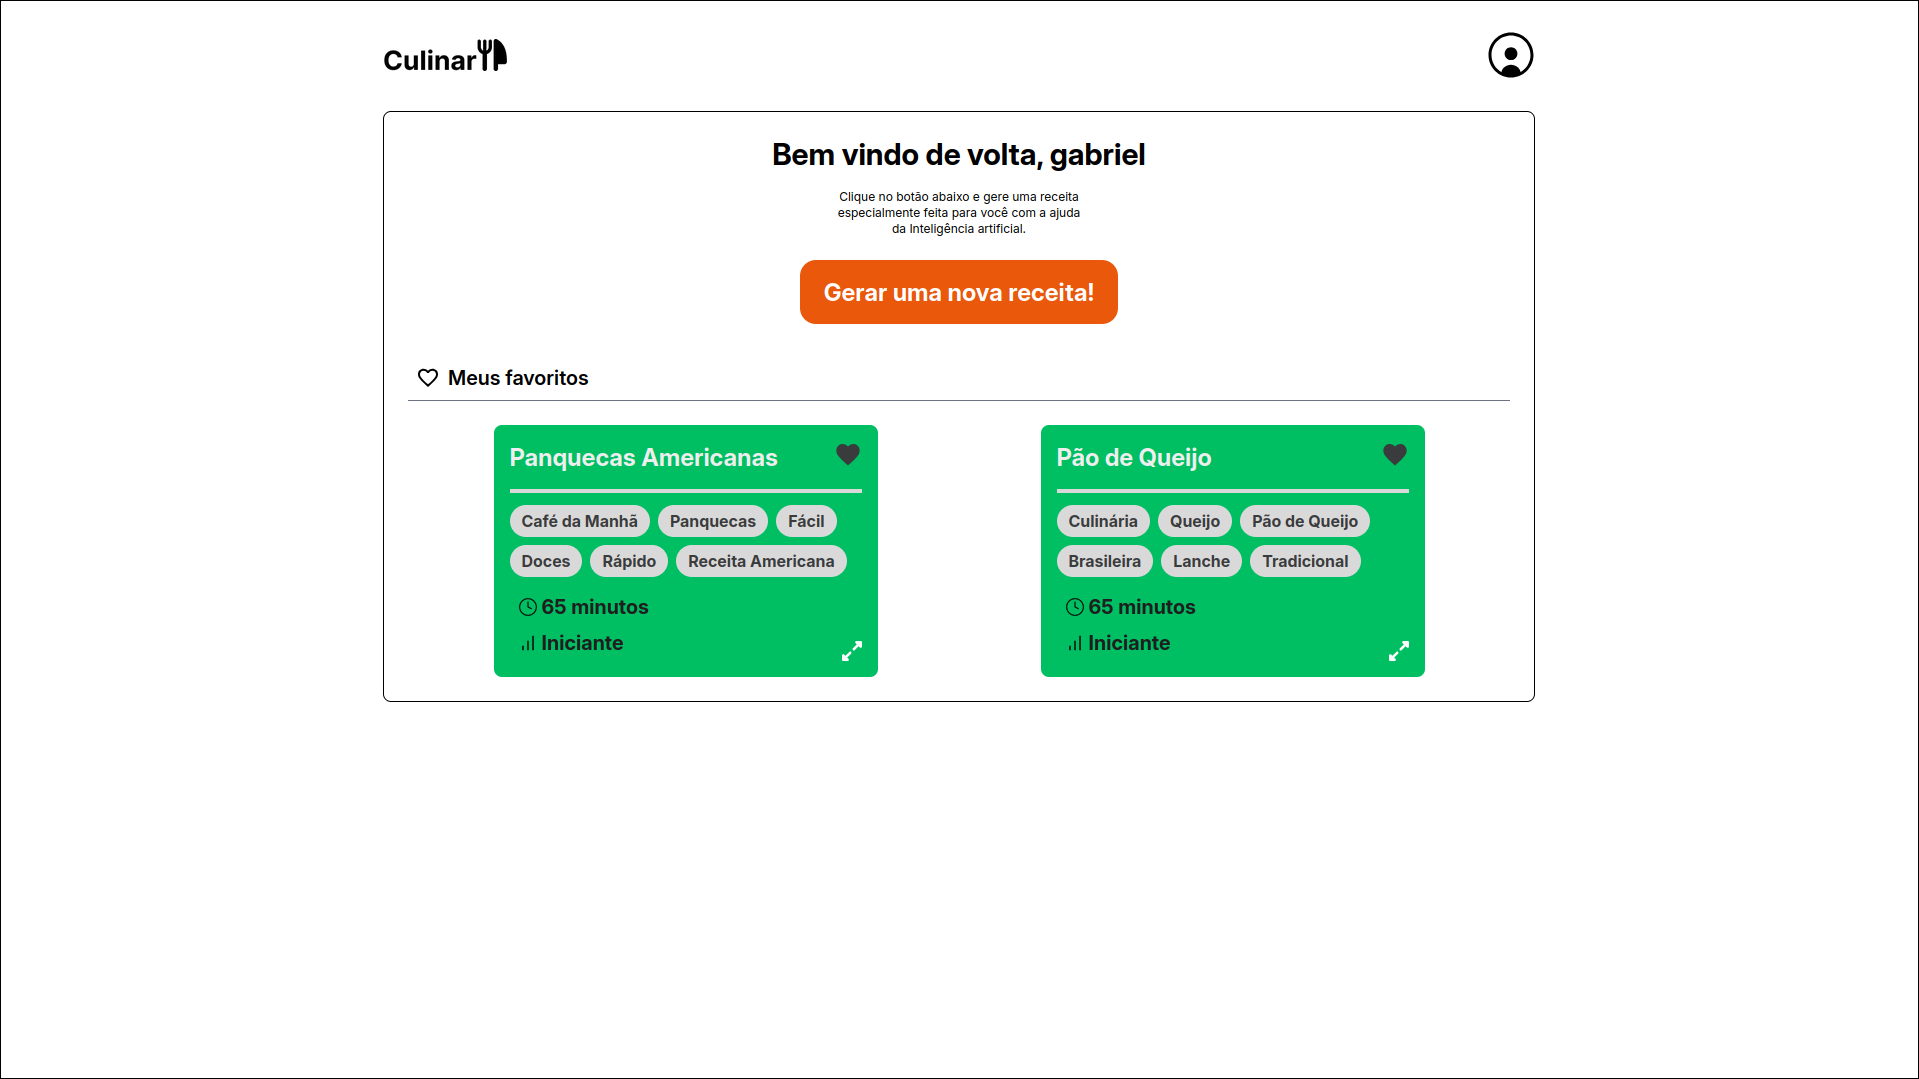 Culinar
Bem vindo de volta, gabriel
Clique no botão abaixo e gere uma receita
especialmente feita para você com a ajuda
da Inteligência artificial.
Gerar uma nova receita!
Meus favoritos
Panquecas Americanas
Café da Manhã Panquecas Fácil
Doces Rápido Receita Americana
65 minutos
Iniciante
Pão de Queijo
Culinária Queijo Pão de Queijo
Brasileira Lanche Tradicional
65 minutos
Iniciante